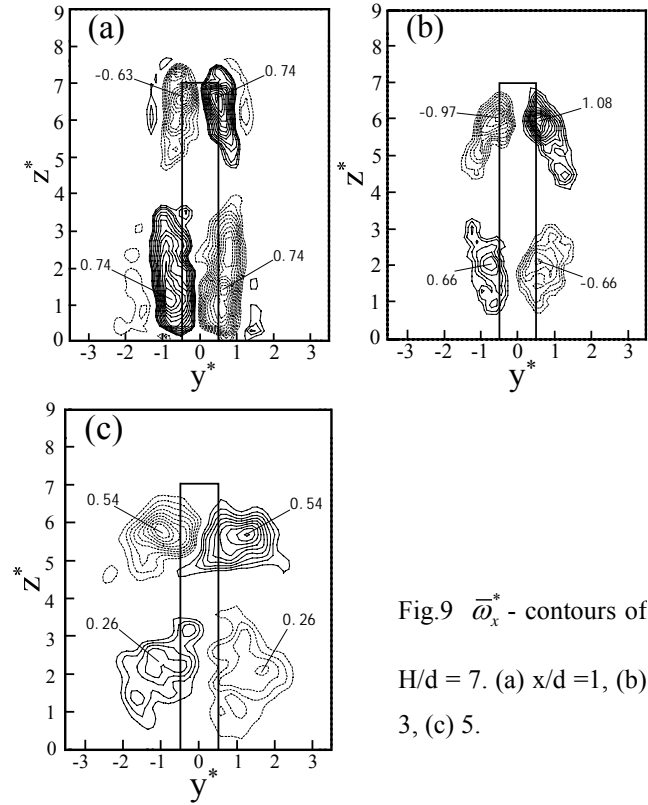 (a)
9
8
7
6
5
4
3
2
1
0
z*
-0.63
0.74
0.74
0.74
-3 -2 -1 0 1 2 3
y*
(b)
9
8
7
6
5
4
3
2
1
0
z*
-0.97
1.08
0.66
-0.66
-3 -2 -1 0 1 2 3
y*
(c)
9
8
7
6
5
4
3
2
1
0
z*
0.54
0.54
0.26
0.26
-3 -2 -1 0 1 2 3
y*
Fig.9 ω̅ₓ* - contours of
H/d = 7. (a) x/d =1, (b)
3, (c) 5.